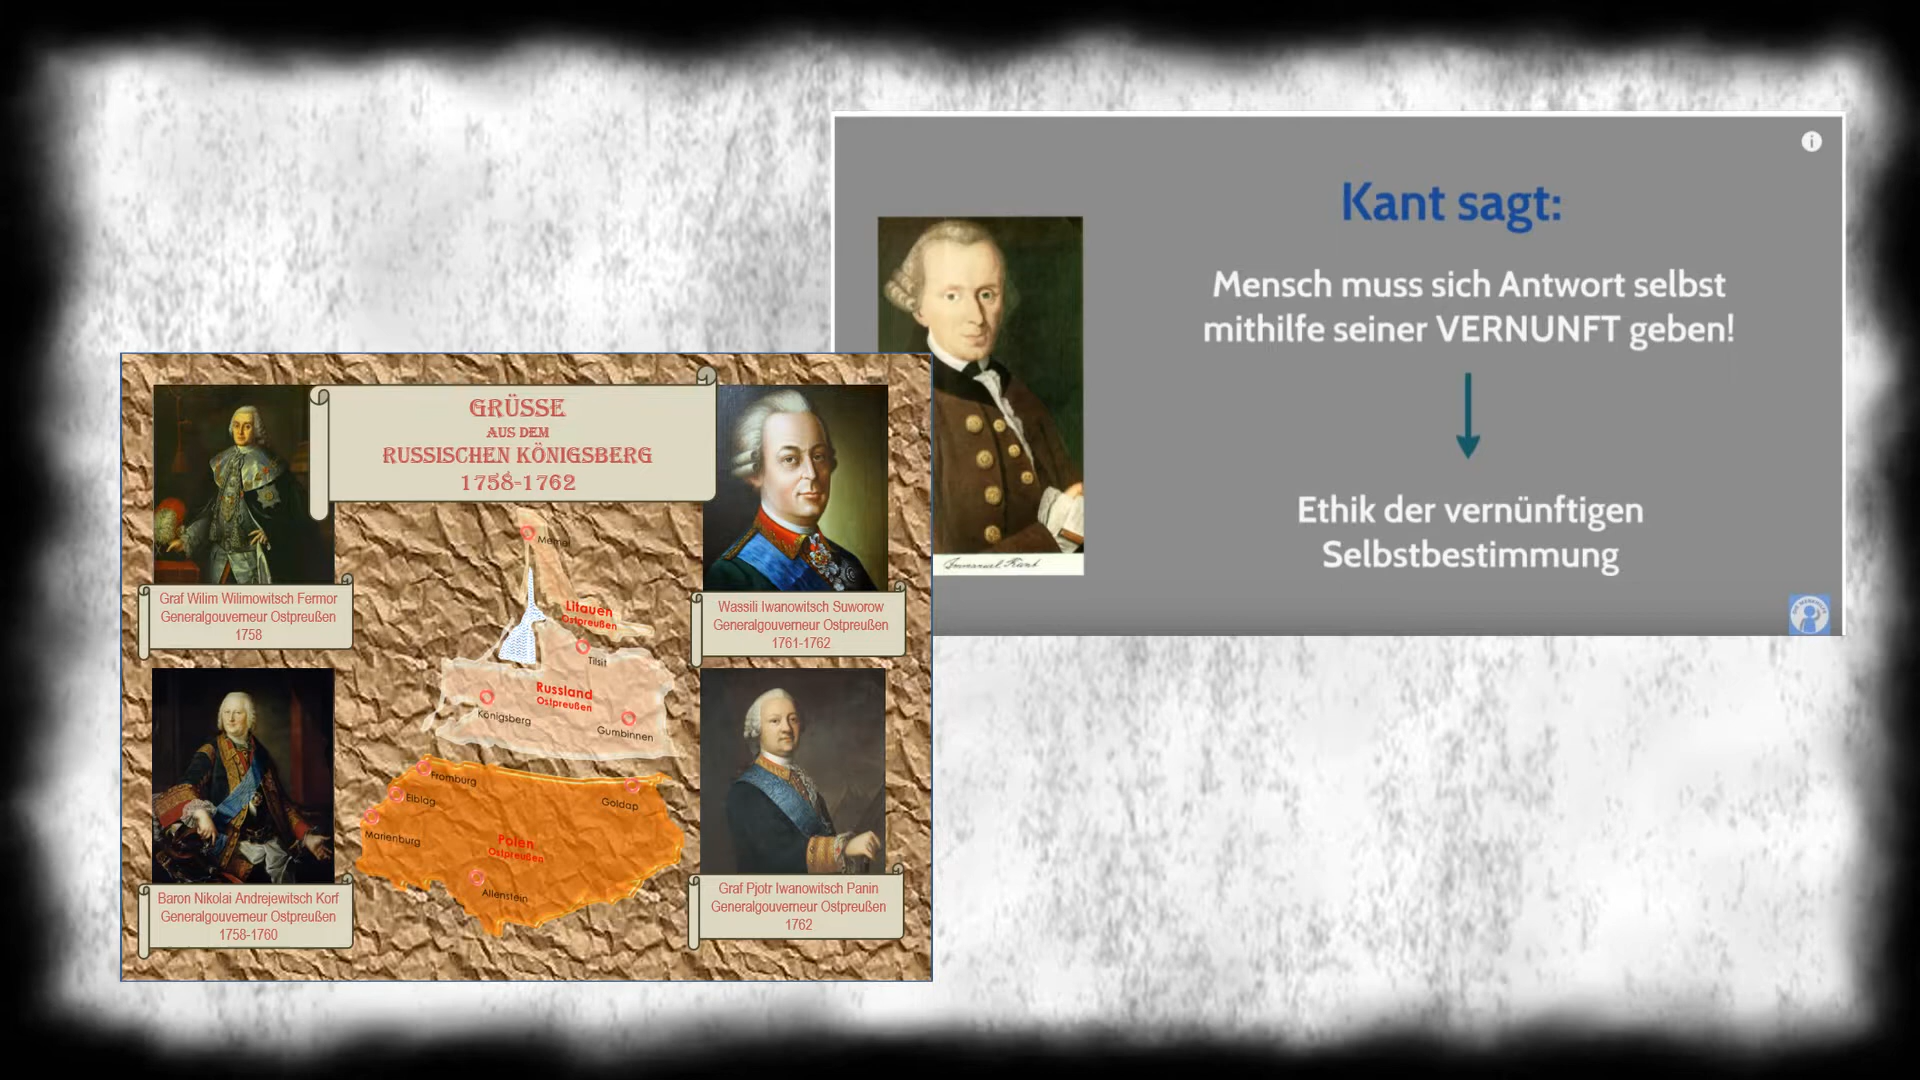 Kant sagt:
Mensch muss sich Antwort selbst
mithilfe seiner VERNUNFT geben!
Ethik der vernünftigen
Selbstbestimmung
Immanuel Kant
GRÜSSE
AUS DEM
RUSSISCHEN KÖNIGSBERG
1758-1762
Graf Wilim Wilimowitsch Fermor
Generalgouverneur Ostpreußen
1758
Wassili Iwanowitsch Suworow
Generalgouverneur Ostpreußen
1761-1762
Memel
Litauen
Ostpreußen
Tilsit
Russland
Ostpreußen
Königsberg
Gumbinnen
Fromburg
Elblag
Goldap
Marienburg
Polen
Ostpreußen
Allenstein
Baron Nikolai Andrejewitsch Korf
Generalgouverneur Ostpreußen
1758-1760
Graf Pjotr Iwanowitsch Panin
Generalgouverneur Ostpreußen
1762